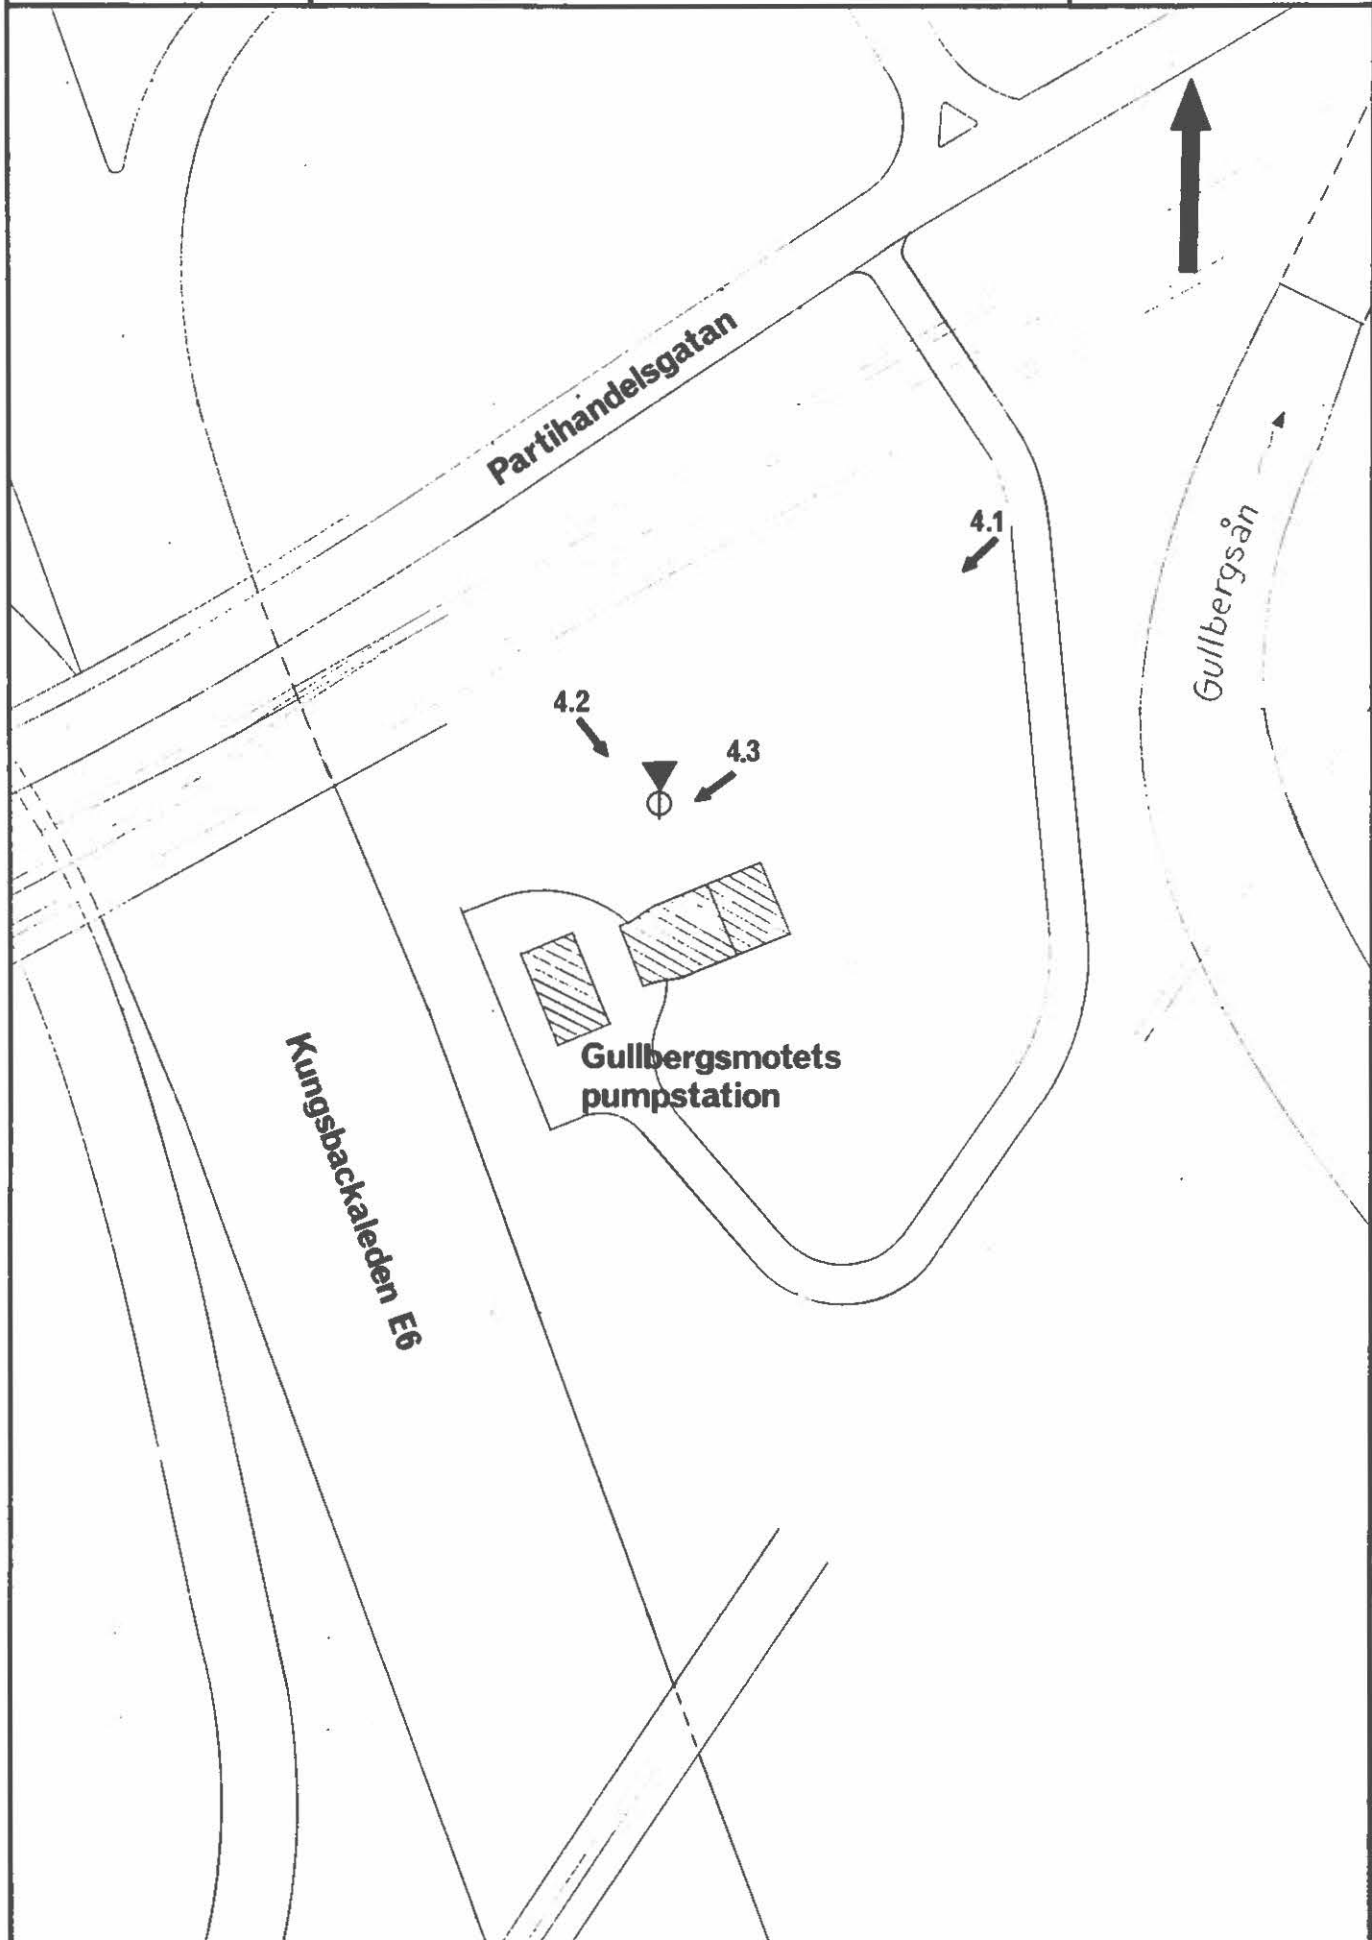 Partihandelsgatan
4.1
Gullbergsån
4.2
4.3
Gullbergsmotets
pumpstation
Kungsbackaleden E6